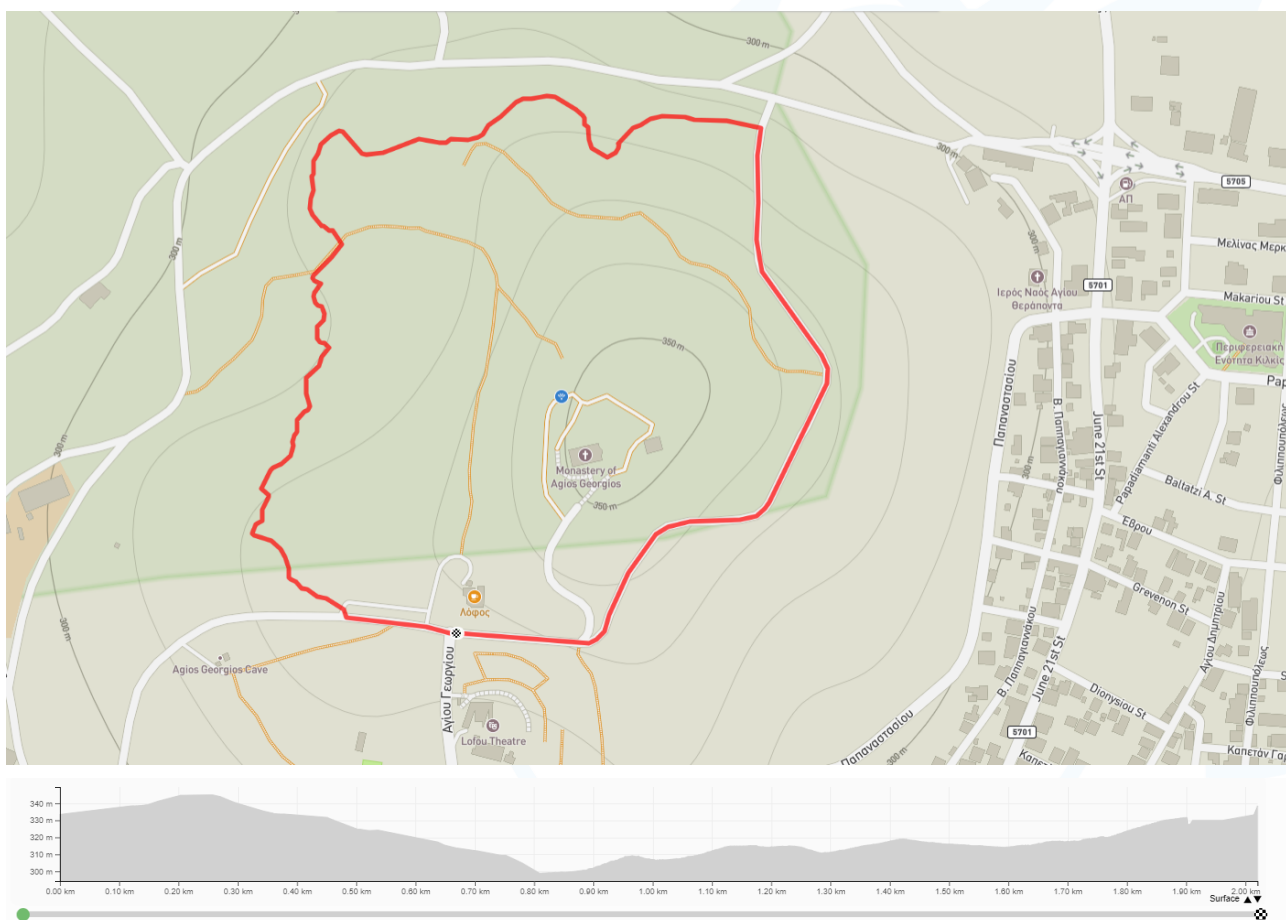 300 m
300 m
5705
ΑΠ
Μελίνας Μερκ
Ιερός Ναός Αγίου
Θεράποντα
5701
Makariou St
Περιφερειακή
Ενότητα Κιλκίς
300 m
350 m
Παπαναστασίου
Β. Παππαγιαννάκου
June 21st St
Papadiamanti Alexandrou St
Παp
Monastery of
Agios Georgios
350 m
300 m
300 m
Baltatzi A. St
Φιλιππουπόλεως
Έβρου
Grevenon St
Λόφος
Αγίου Δημητρίου
Agios Georgios Cave
Αγίου Γεωργίου
Lofou Theatre
Β. Παππαγιαννάκου
June 21st St
Dionysiou St
Φιλιππουπόλεως
Παπαναστασίου
300 m
5701
Καπετάν Γαρ
340 m
330 m
320 m
310 m
300 m
0.00 km 0.10 km 0.20 km 0.30 km 0.40 km 0.50 km 0.60 km 0.70 km 0.80 km 0.90 km 1.00 km 1.10 km 1.20 km 1.30 km 1.40 km 1.50 km 1.60 km 1.70 km 1.80 km 1.90 km 2.00 km
Surface ▲▼